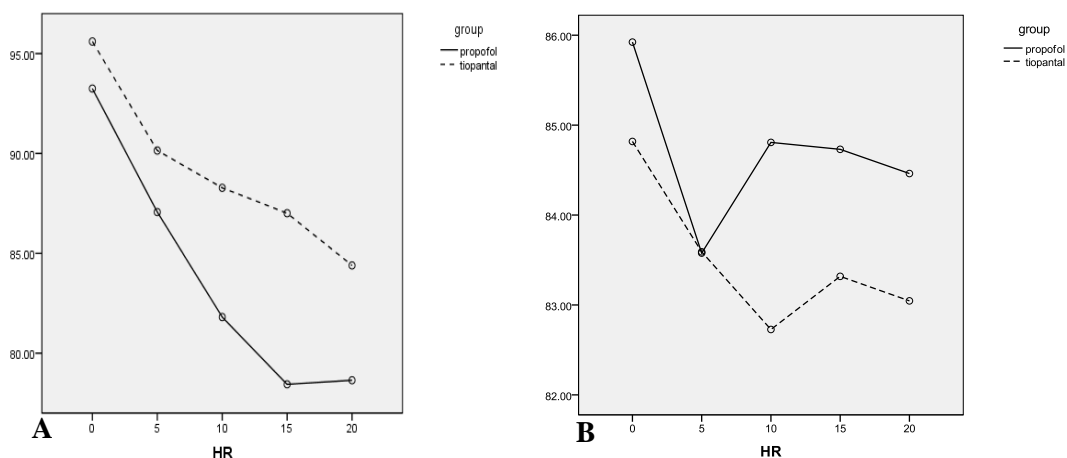 group
propofol
tiopantal
95.00
90.00
85.00
80.00
0 5 10 15 20
A
HR
group
propofol
tiopantal
86.00
85.00
84.00
83.00
82.00
0 5 10 15 20
B
HR